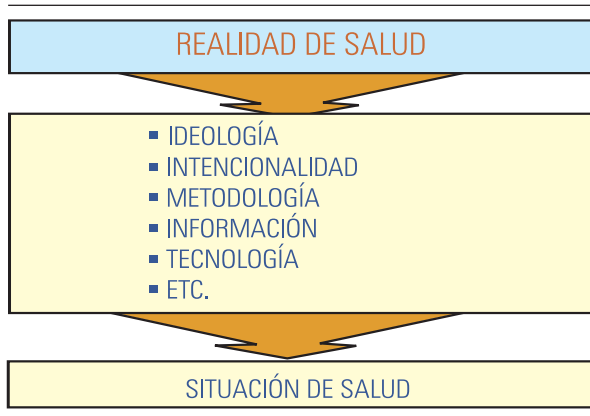 REALIDAD DE SALUD
▪ IDEOLOGÍA
▪ INTENCIONALIDAD
▪ METODOLOGÍA
▪ INFORMACIÓN
▪ TECNOLOGÍA
▪ ETC.
SITUACIÓN DE SALUD